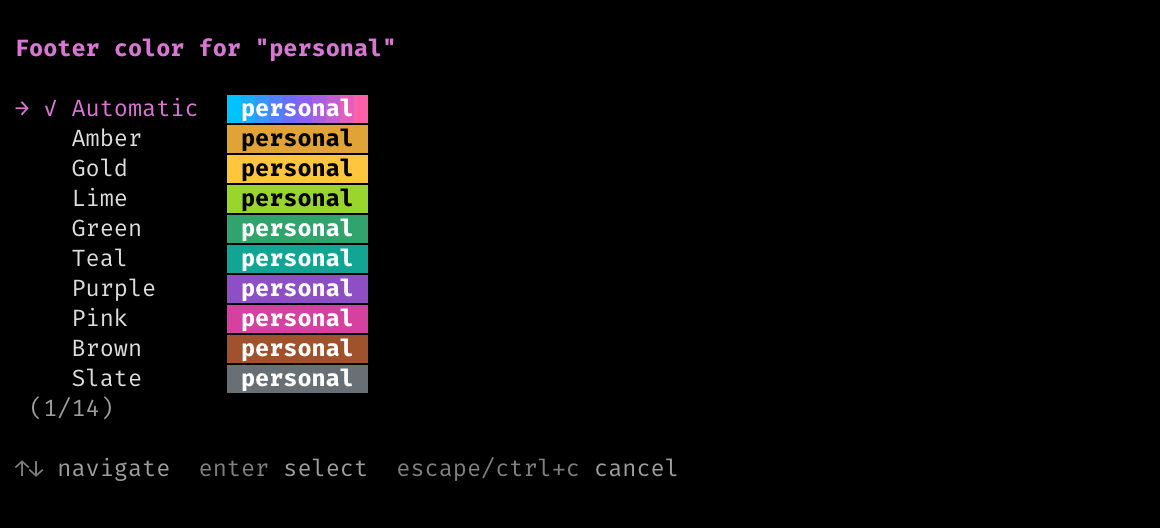 Footer color for "personal"
→ √ Automatic personal
Amber personal
Gold personal
Lime personal
Green personal
Teal personal
Purple personal
Pink personal
Brown personal
Slate personal
(1/14)
↑↓ navigate enter select escape/ctrl+c cancel